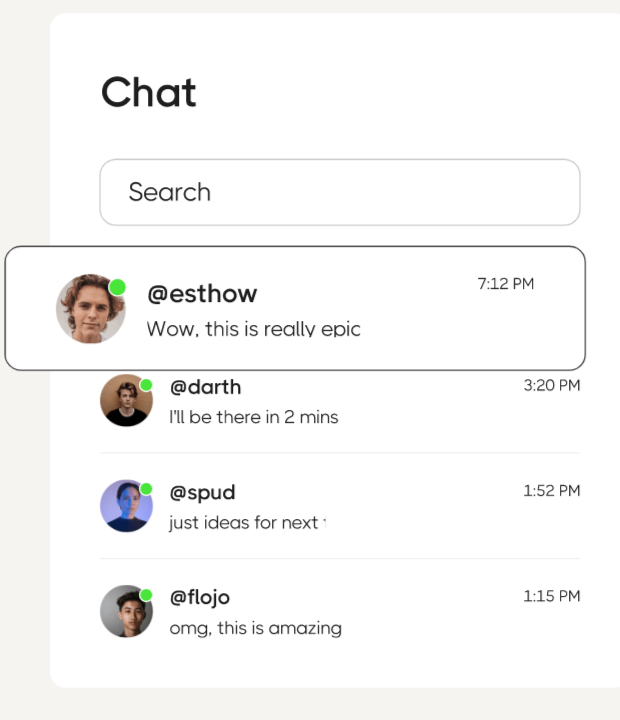 Chat
Search
@esthow
7:12 PM
Wow, this is really epic
@darth
3:20 PM
I'll be there in 2 mins
@spud
1:52 PM
just ideas for next
@flojo
1:15 PM
omg, this is amazing